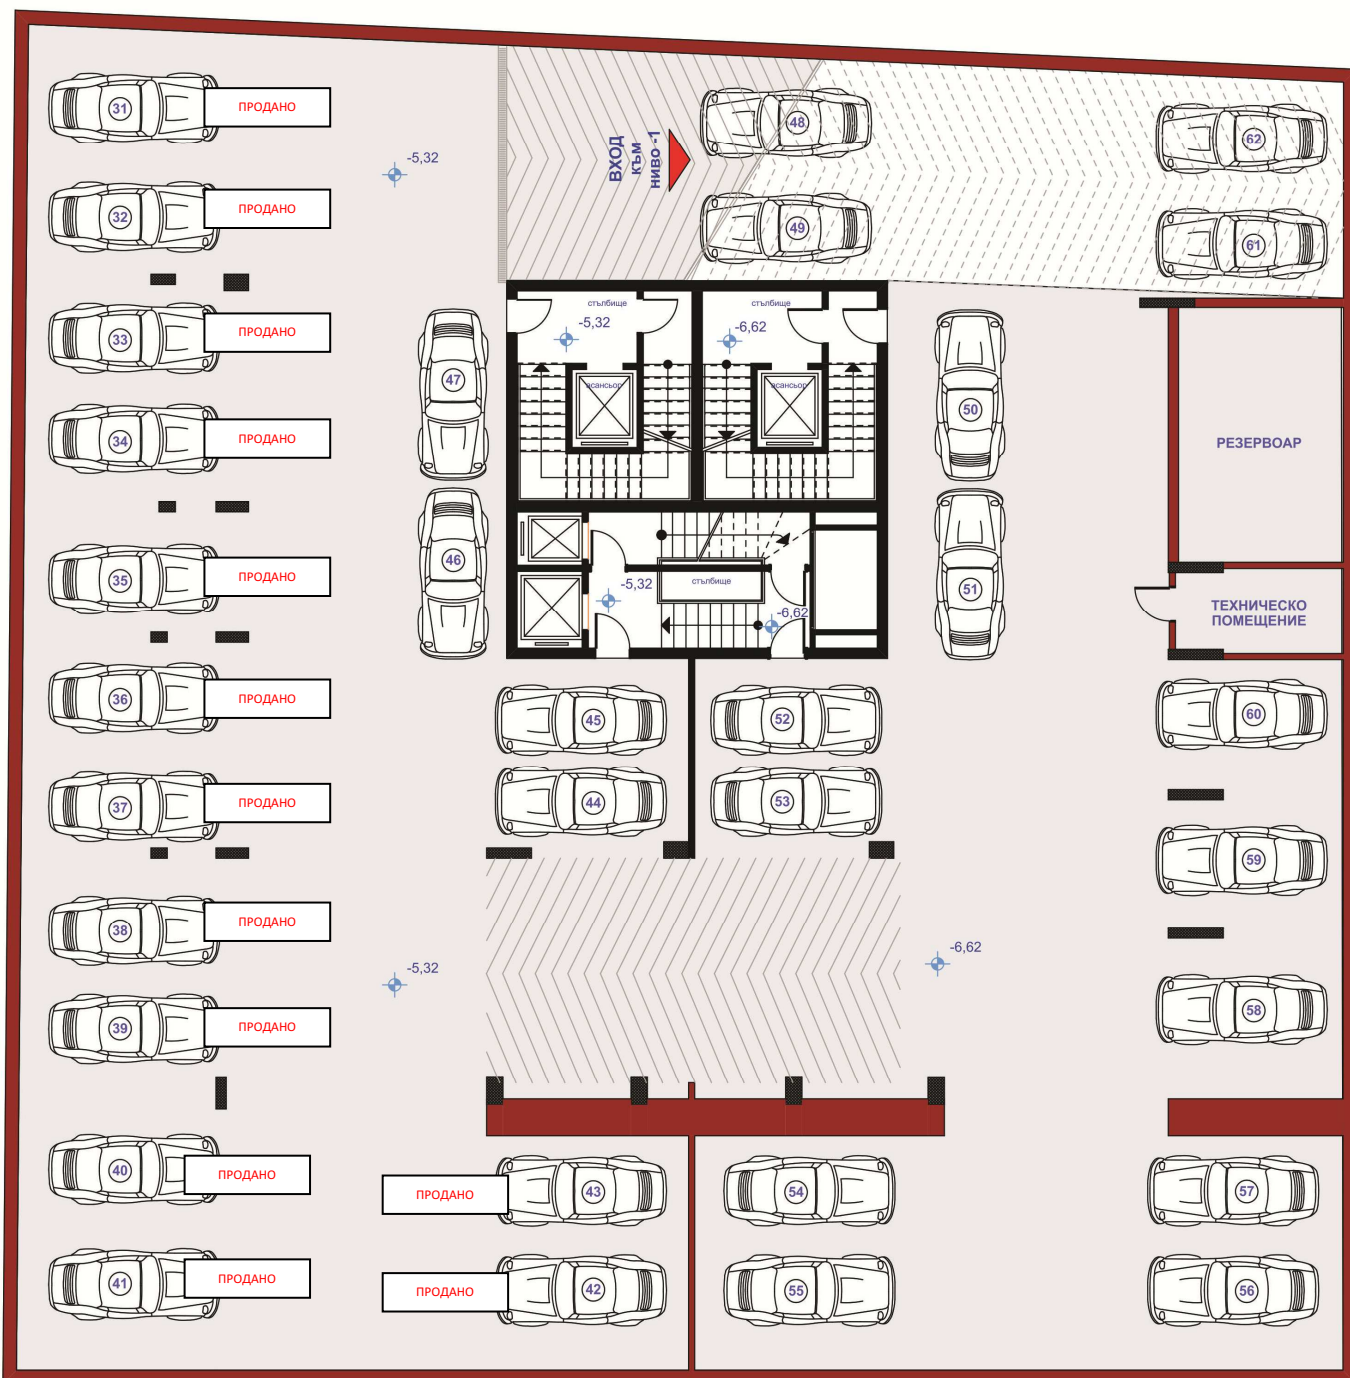 31 ПРОДАНО
-5,32
ВХОД
към
ниво -1
48
62
32 ПРОДАНО
49
61
33 ПРОДАНО
стълбище
-5,32
стълбище
-6,62
47
асансьор
асансьор
50
34 ПРОДАНО
РЕЗЕРВОАР
35 ПРОДАНО
46
-5,32
стълбище
-6,62
51
ТЕХНИЧЕСКО
ПОМЕЩЕНИЕ
36 ПРОДАНО
45
52
60
37 ПРОДАНО
44
53
59
38 ПРОДАНО
-5,32
-6,62
39 ПРОДАНО
58
40 ПРОДАНО
ПРОДАНО 43
54
57
41 ПРОДАНО
ПРОДАНО 42
55
56